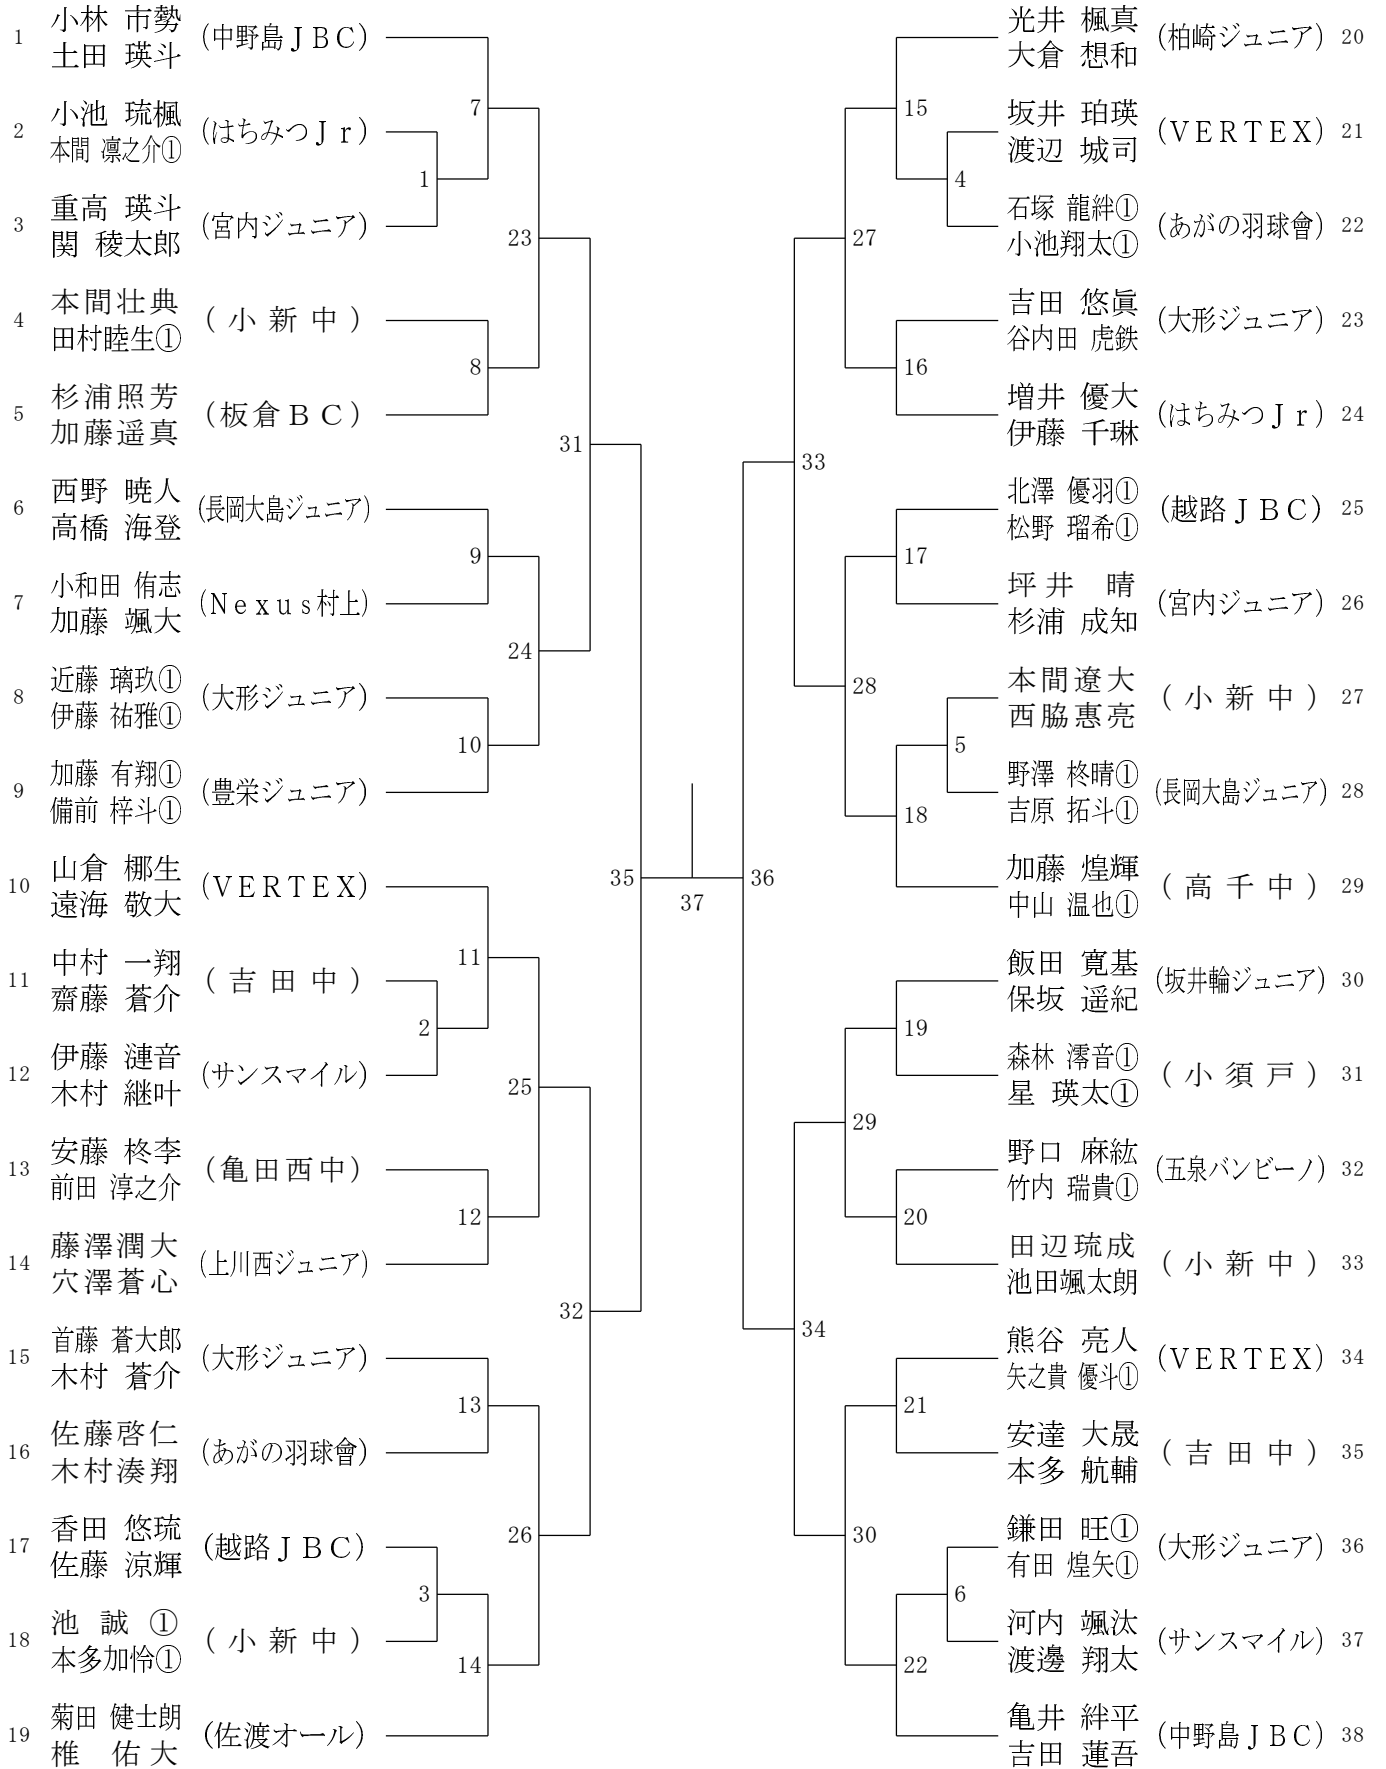 1 小林 市勢 (中野島ＪＢＣ)
土田 瑛斗
2 小池 琉楓 (はちみつＪｒ)
本間 凛之介①
3 重高 瑛斗 (宮内ジュニア)
関 稜太郎
4 本間壮典 (小新中)
田村睦生①
5 杉浦照芳 (板倉ＢＣ)
加藤遥真
6 西野 暁人 (長岡大島ジュニア)
高橋 海登
7 小和田 侑志 (Ｎｅｘｕｓ村上)
加藤 颯大
8 近藤 璃玖① (大形ジュニア)
伊藤 祐雅①
9 加藤 有翔① (豊栄ジュニア)
備前 梓斗①
10 山倉 梛生 (ＶＥＲＴＥＸ)
遠海 敬大
11 中村 一翔 (吉田中)
齋藤 蒼介
12 伊藤 漣音 (サンスマイル)
木村 継叶
13 安藤 柊李 (亀田西中)
前田 淳之介
14 藤澤潤大 (上川西ジュニア)
穴澤蒼心
15 首藤 蒼大郎 (大形ジュニア)
木村 蒼介
16 佐藤啓仁 (あがの羽球會)
木村湊翔
17 香田 悠琉 (越路ＪＢＣ)
佐藤 涼輝
18 池 誠 ① (小新中)
本多加怜①
19 菊田 健士朗 (佐渡オール)
椎 佑大
7
1
23
8
31
9
24
10
35
11
2
25
12
32
13
26
3
14
37
36
15
4
27
16
33
17
28
5
18
19
29
20
34
21
30
6
22
光井 楓真 (柏崎ジュニア) 20
大倉 想和
坂井 珀瑛 (ＶＥＲＴＥＸ) 21
渡辺 城司
石塚 龍絆① (あがの羽球會) 22
小池翔太①
吉田 悠眞 (大形ジュニア) 23
谷内田 虎鉄
増井 優大 (はちみつＪｒ) 24
伊藤 千琳
北澤 優羽① (越路ＪＢＣ) 25
松野 瑠希①
坪井 晴 (宮内ジュニア) 26
杉浦 成知
本間遼大 (小新中) 27
西脇惠亮
野澤 柊晴① (長岡大島ジュニア) 28
吉原 拓斗①
加藤 煌輝 (高千中) 29
中山 温也①
飯田 寛基 (坂井輪ジュニア) 30
保坂 遥紀
森林 澪音① (小須戸) 31
星 瑛太①
野口 麻紘 (五泉バンビーノ) 32
竹内 瑞貴①
田辺琉成 (小新中) 33
池田颯太朗
熊谷 亮人 (ＶＥＲＴＥＸ) 34
矢之貴 優斗①
安達 大晟 (吉田中) 35
本多 航輔
鎌田 旺① (大形ジュニア) 36
有田 煌矢①
河内 颯汰 (サンスマイル) 37
渡邊 翔太
亀井 絆平 (中野島ＪＢＣ) 38
吉田 蓮吾